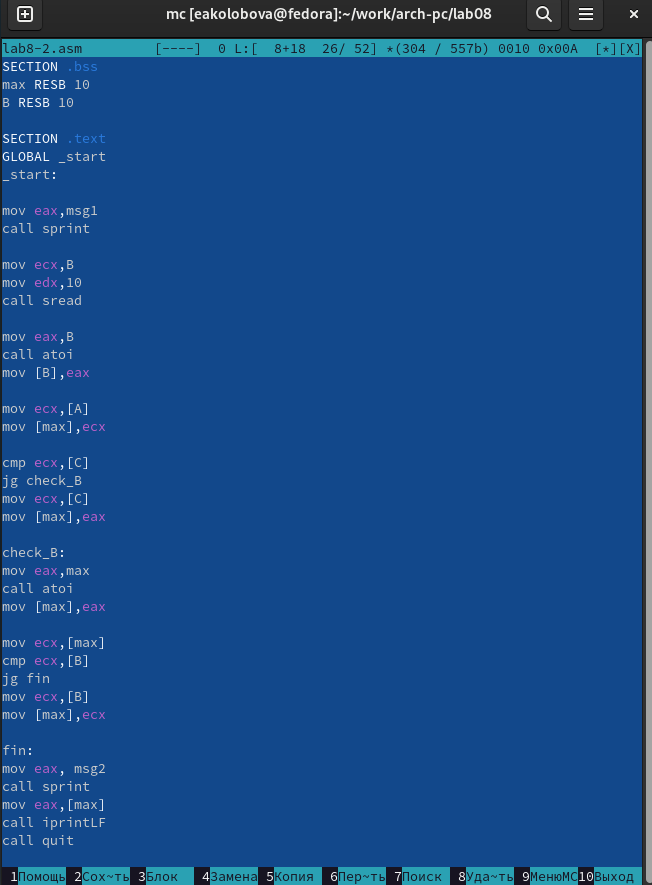 mc [eakolobova@fedora]:~/work/arch-pc/lab08
lab8-2.asm [----] 0 L:[ 8+18 26/ 52] *(304 / 557b) 0010 0x00A [*][X]
SECTION .bss
max RESB 10
B RESB 10
SECTION .text
GLOBAL _start
_start:
mov eax,msg1
call sprint
mov ecx,B
mov edx,10
call sread
mov eax,B
call atoi
mov [B],eax
mov ecx,[A]
mov [max],ecx
cmp ecx,[C]
jg check_B
mov ecx,[C]
mov [max],eax
check_B:
mov eax,max
call atoi
mov [max],eax
mov ecx,[max]
cmp ecx,[B]
jg fin
mov ecx,[B]
mov [max],ecx
fin:
mov eax, msg2
call sprint
mov eax,[max]
call iprintLF
call quit
1Помощь 2Сох~ть 3Блок 4Замена 5Копия 6Пер~ть 7Поиск 8Уда~ть 9МенюMC 10Выход